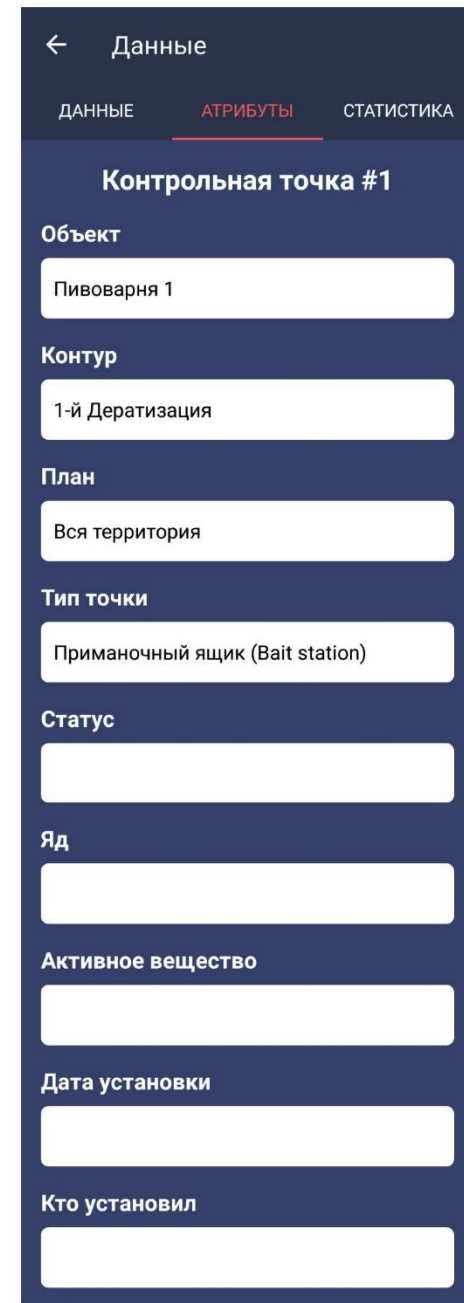 Данные
ДАННЫЕ АТРИБУТЫ СТАТИСТИКА
Контрольная точка #1
Объект
Пивоварня 1
Контур
1-й Дератизация
План
Вся территория
Тип точки
Приманочный ящик (Bait station)
Статус
Яд
Активное вещество
Дата установки
Кто установил